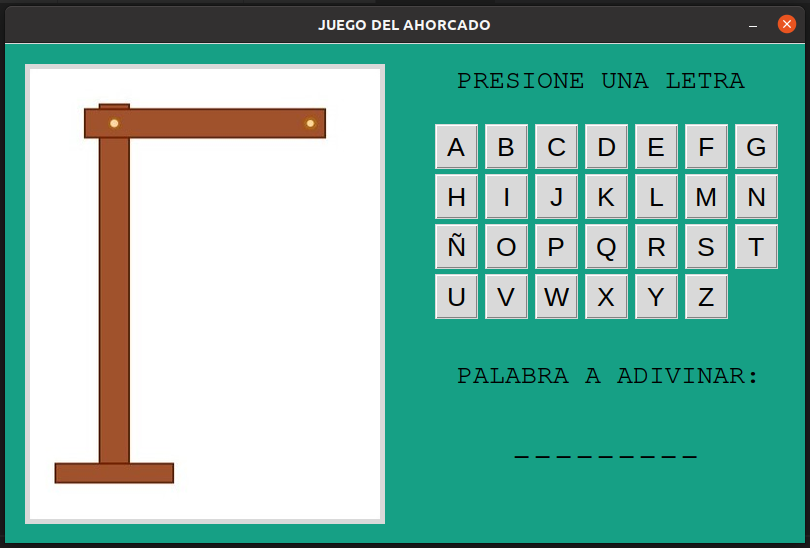 JUEGO DEL AHORCADO
PRESIONE UNA LETRA
A B C D E F G
H I J K L M N
Ñ O P Q R S T
U V W X Y Z
PALABRA A ADIVINAR:
_ _ _ _ _ _ _ _ _